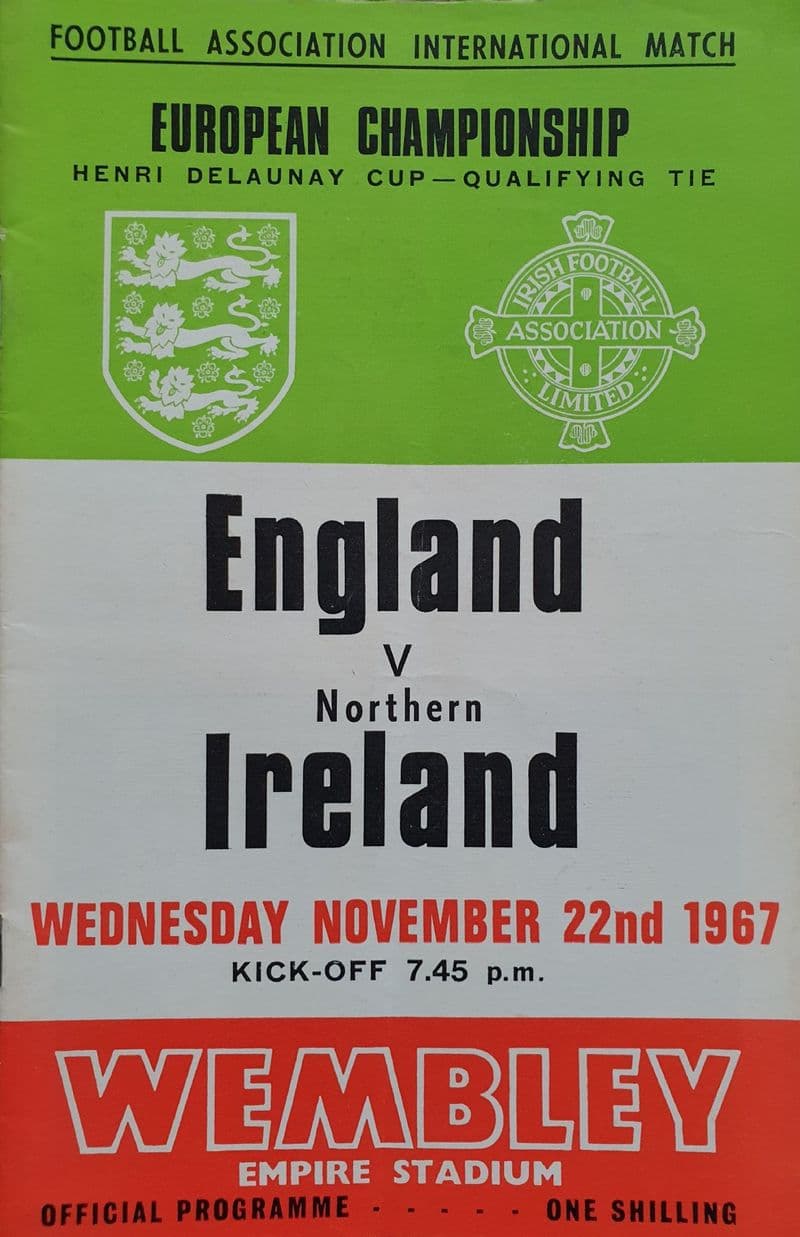 FOOTBALL ASSOCIATION INTERNATIONAL MATCH
EUROPEAN CHAMPIONSHIP
HENRI DELAUNAY CUP — QUALIFYING TIE
IRISH FOOTBALL
ASSOCIATION
LIMITED
England
V
Northern
Ireland
WEDNESDAY NOVEMBER 22nd 1967
KICK-OFF 7.45 p.m.
WEMBLEY
EMPIRE STADIUM
OFFICIAL PROGRAMME - - - - - ONE SHILLING